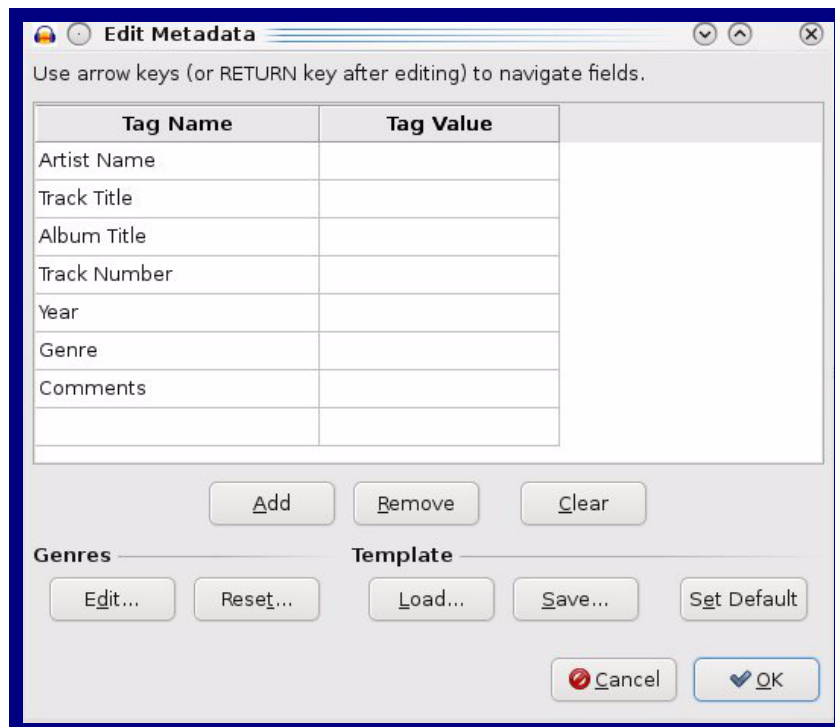 Edit Metadata
Use arrow keys (or RETURN key after editing) to navigate fields.
Tag Name Tag Value
Artist Name
Track Title
Album Title
Track Number
Year
Genre
Comments
Add Remove Clear
Genres Template
Edit... Reset... Load... Save... Set Default
Cancel OK